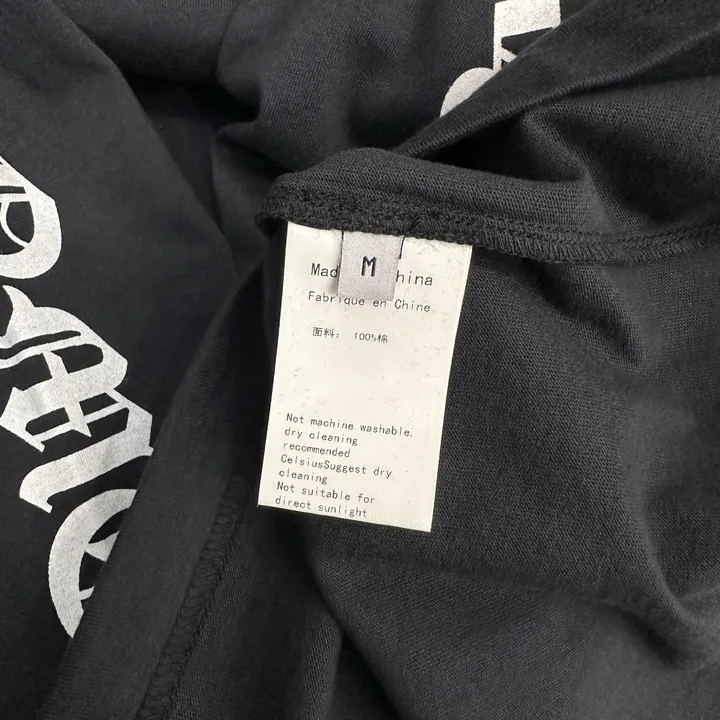 M
Mad hina
Fabrique en Chine
面料： 100%棉
Not machine washable.
dry cleaning
recommended
CelsiusSuggest dry
cleaning
Not suitable for
direct sunlight